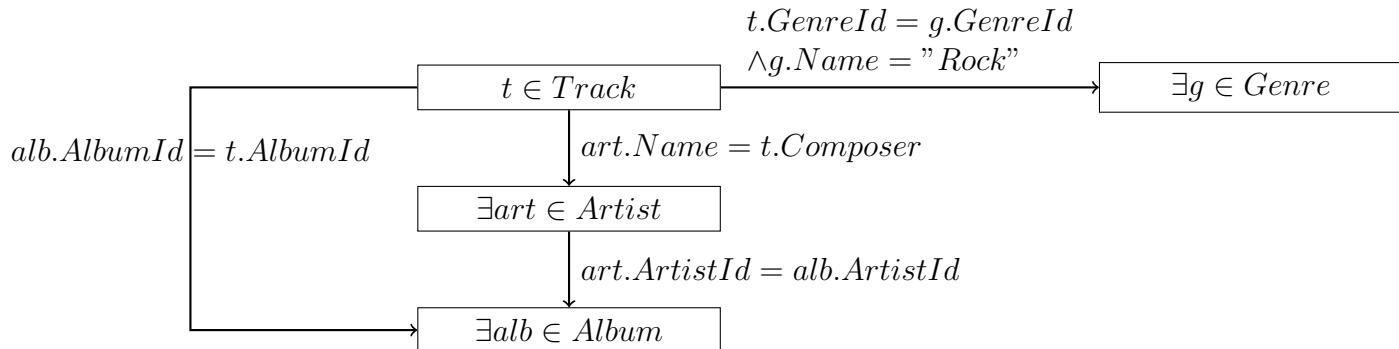 t.GenreId = g.GenreId
∧g.Name = ”Rock”
t ∈ Track
∃g ∈ Genre
alb.AlbumId = t.AlbumId
art.Name = t.Composer
∃art ∈ Artist
art.ArtistId = alb.ArtistId
∃alb ∈ Album